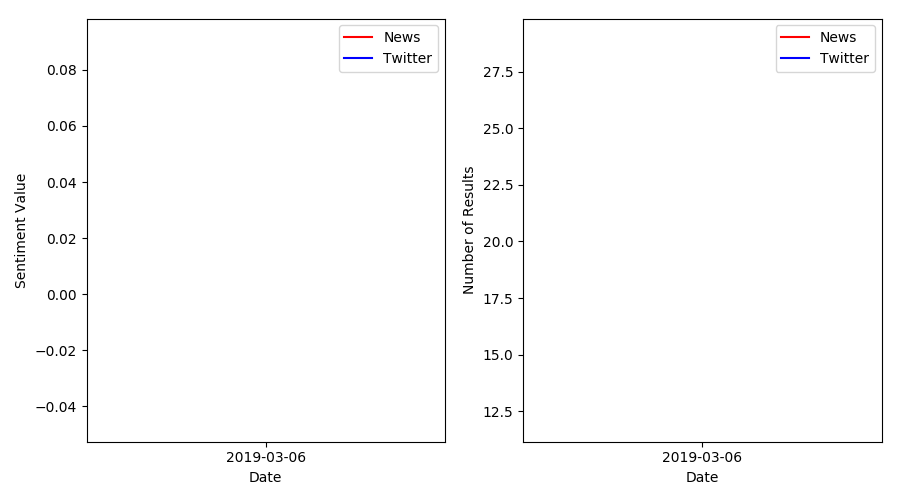 News
Twitter
0.08
0.06
0.04
0.02
0.00
−0.02
−0.04
Sentiment Value
2019-03-06
Date
News
Twitter
27.5
25.0
22.5
20.0
17.5
15.0
12.5
Number of Results
2019-03-06
Date